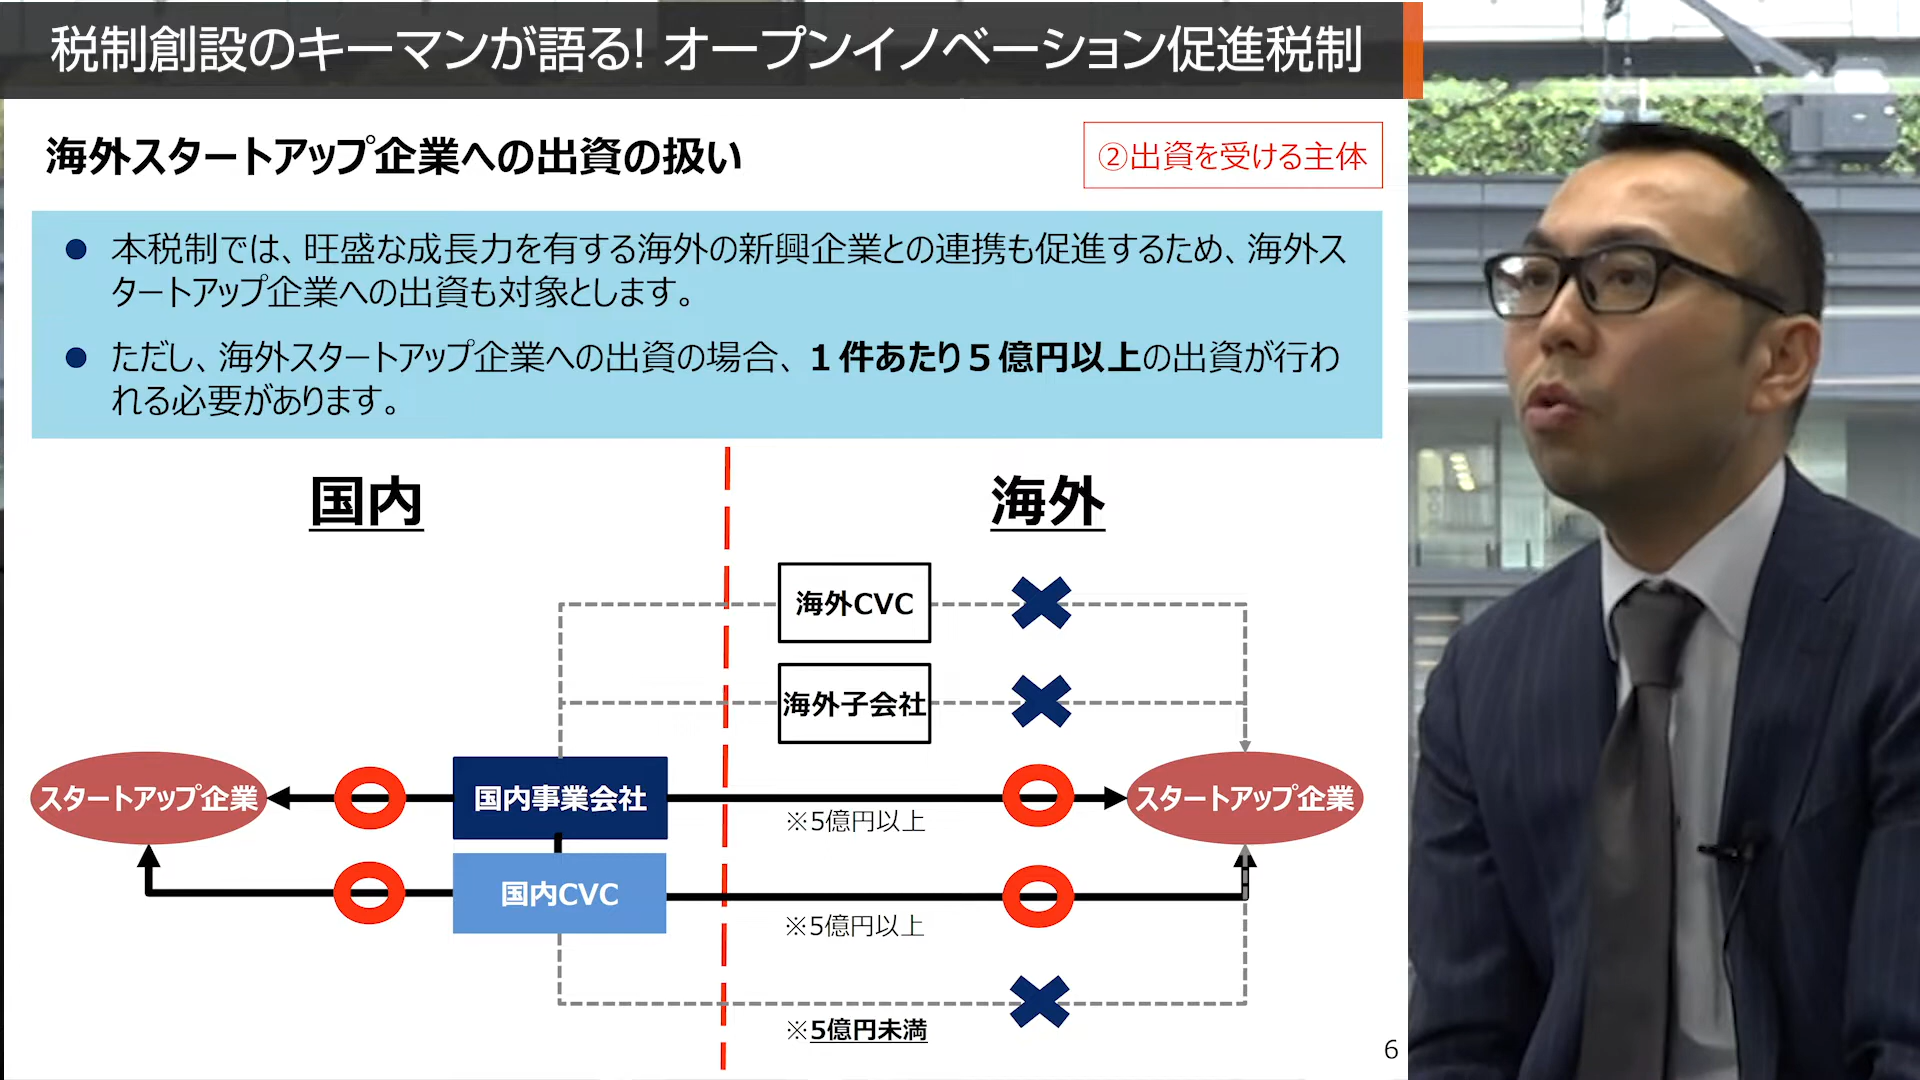 税制創設のキーマンが語る! オープンイノベーション促進税制
海外スタートアップ企業への出資の扱い
②出資を受ける主体
● 本税制では、旺盛な成長力を有する海外の新興企業との連携も促進するため、海外ス
タートアップ企業への出資も対象とします。
● ただし、海外スタートアップ企業への出資の場合、１件あたり５億円以上の出資が行わ
れる必要があります。
国内
海外
海外CVC
海外子会社
スタートアップ企業
国内事業会社
※5億円以上
スタートアップ企業
国内CVC
※5億円以上
※5億円未満
6